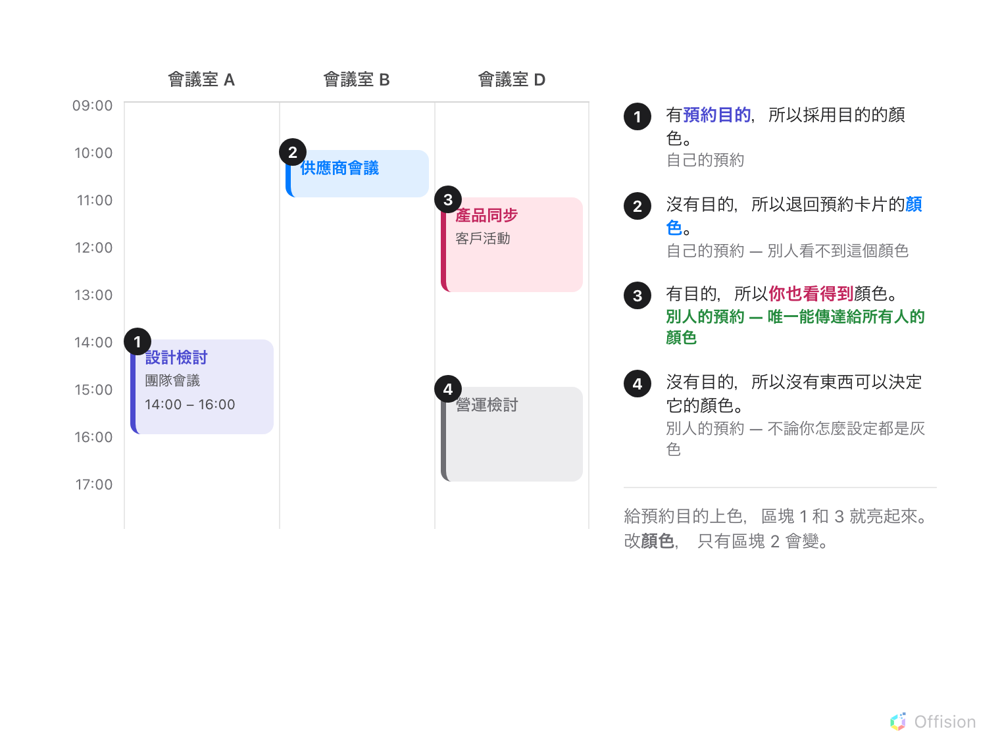 會議室 A
會議室 B
會議室 D
09:00
10:00
11:00
12:00
13:00
14:00
15:00
16:00
17:00
2
供應商會議
3
產品同步
客戶活動
1
設計檢討
團隊會議
14:00 – 16:00
4
營運檢討
1
有預約目的，所以採用目的的顏
色。
自己的預約
2
沒有目的，所以退回預約卡片的顏
色。
自己的預約 — 別人看不到這個顏色
3
有目的，所以你也看得到顏色。
別人的預約 — 唯一能傳達給所有人的
顏色
4
沒有目的，所以沒有東西可以決定
它的顏色。
別人的預約 — 不論你怎麼設定都是灰
色
給預約目的上色，區塊 1 和 3 就亮起來。
改顏色， 只有區塊 2 會變。
Offision